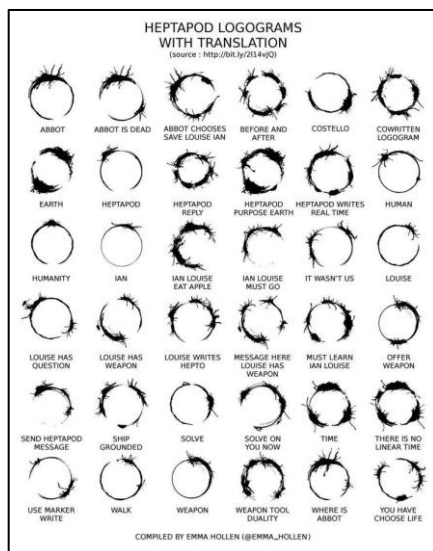 HEPTAPOD LOGOGRAMS
WITH TRANSLATION
(source : http://bit.ly/2l14vJQ)
ABBOT
ABBOT IS DEAD
ABBOT CHOOSES
SAVE LOUISE IAN
BEFORE AND
AFTER
COSTELLO
COWRITTEN
LOGOGRAM
EARTH
HEPTAPOD
HEPTAPOD
REPLY
HEPTAPOD
PURPOSE EARTH
HEPTAPOD WRITES
REAL TIME
HUMAN
HUMANITY
IAN
IAN LOUISE
EAT APPLE
IAN LOUISE
MUST GO
IT WASN'T US
LOUISE
LOUISE HAS
QUESTION
LOUISE HAS
WEAPON
LOUISE WRITES
HEPTO
MESSAGE HERE
LOUISE HAS
WEAPON
MUST LEARN
IAN LOUISE
OFFER
WEAPON
SEND HEPTAPOD
MESSAGE
SHIP
GROUNDED
SOLVE
SOLVE ON
YOU NOW
TIME
THERE IS NO
LINEAR TIME
USE MARKER
WRITE
WALK
WEAPON
WEAPON TOOL
DUALITY
WHERE IS
ABBOT
YOU HAVE
CHOOSE LIFE
COMPILED BY EMMA HOLLEN (@EMMA_HOLLEN)